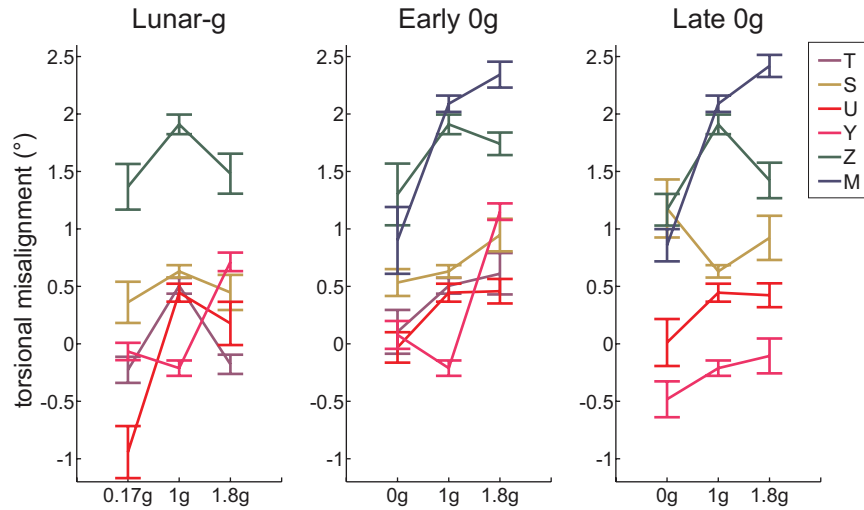 Lunar-g Early 0g Late 0g
torsional misalignment (°)
2.5 2.5 2.5
2 2 2
1.5 1.5 1.5
1 1 1
0.5 0.5 0.5
0 0 0
-0.5 -0.5 -0.5
-1 -1 -1
0.17g 1g 1.8g 0g 1g 1.8g 0g 1g 1.8g
T
S
U
Y
Z
M